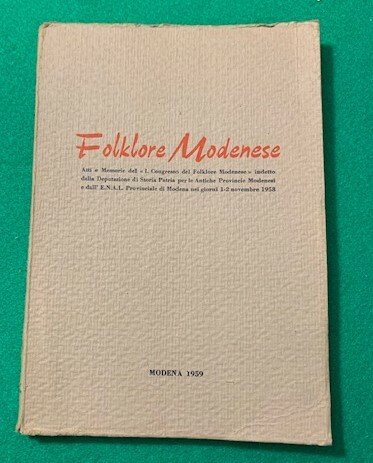 Folklore Modenese
Atti e Memorie del «I. Congresso del Folklore Modenese» indetto
dalla Deputazione di Storia Patria per le Antiche Provincie Modenesi
e dall' E.N.A.L. Provinciale di Modena nei giorni 1-2 novembre 1958
MODENA 1959